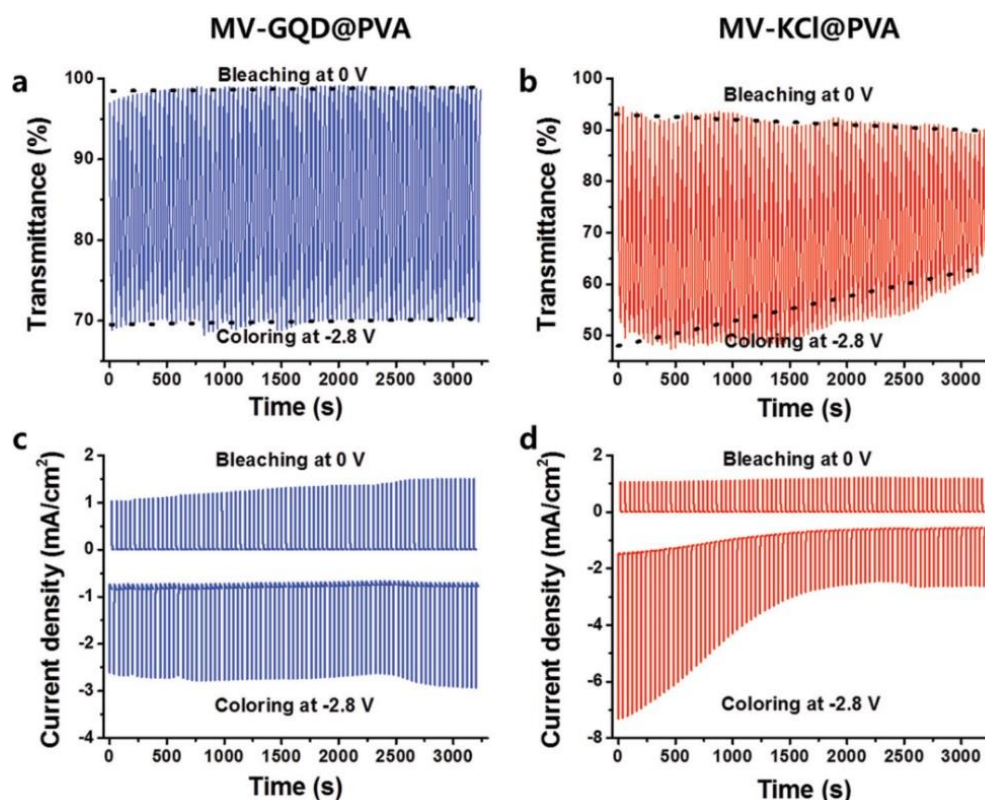 MV-GQD@PVA
MV-KCl@PVA
a
Bleaching at 0 V
Coloring at -2.8 V
Transmittance (%)
100
90
80
70
0 500 1000 1500 2000 2500 3000
Time (s)
b
Bleaching at 0 V
Coloring at -2.8 V
Transmittance (%)
100
90
80
70
60
50
0 500 1000 1500 2000 2500 3000
Time (s)
c
Bleaching at 0 V
Coloring at -2.8 V
Current density (mA/cm²)
2
1
0
-1
-2
-3
-4
0 500 1000 1500 2000 2500 3000
Time (s)
d
Bleaching at 0 V
Coloring at -2.8 V
Current density (mA/cm²)
2
0
-2
-4
-6
-8
0 500 1000 1500 2000 2500 3000
Time (s)